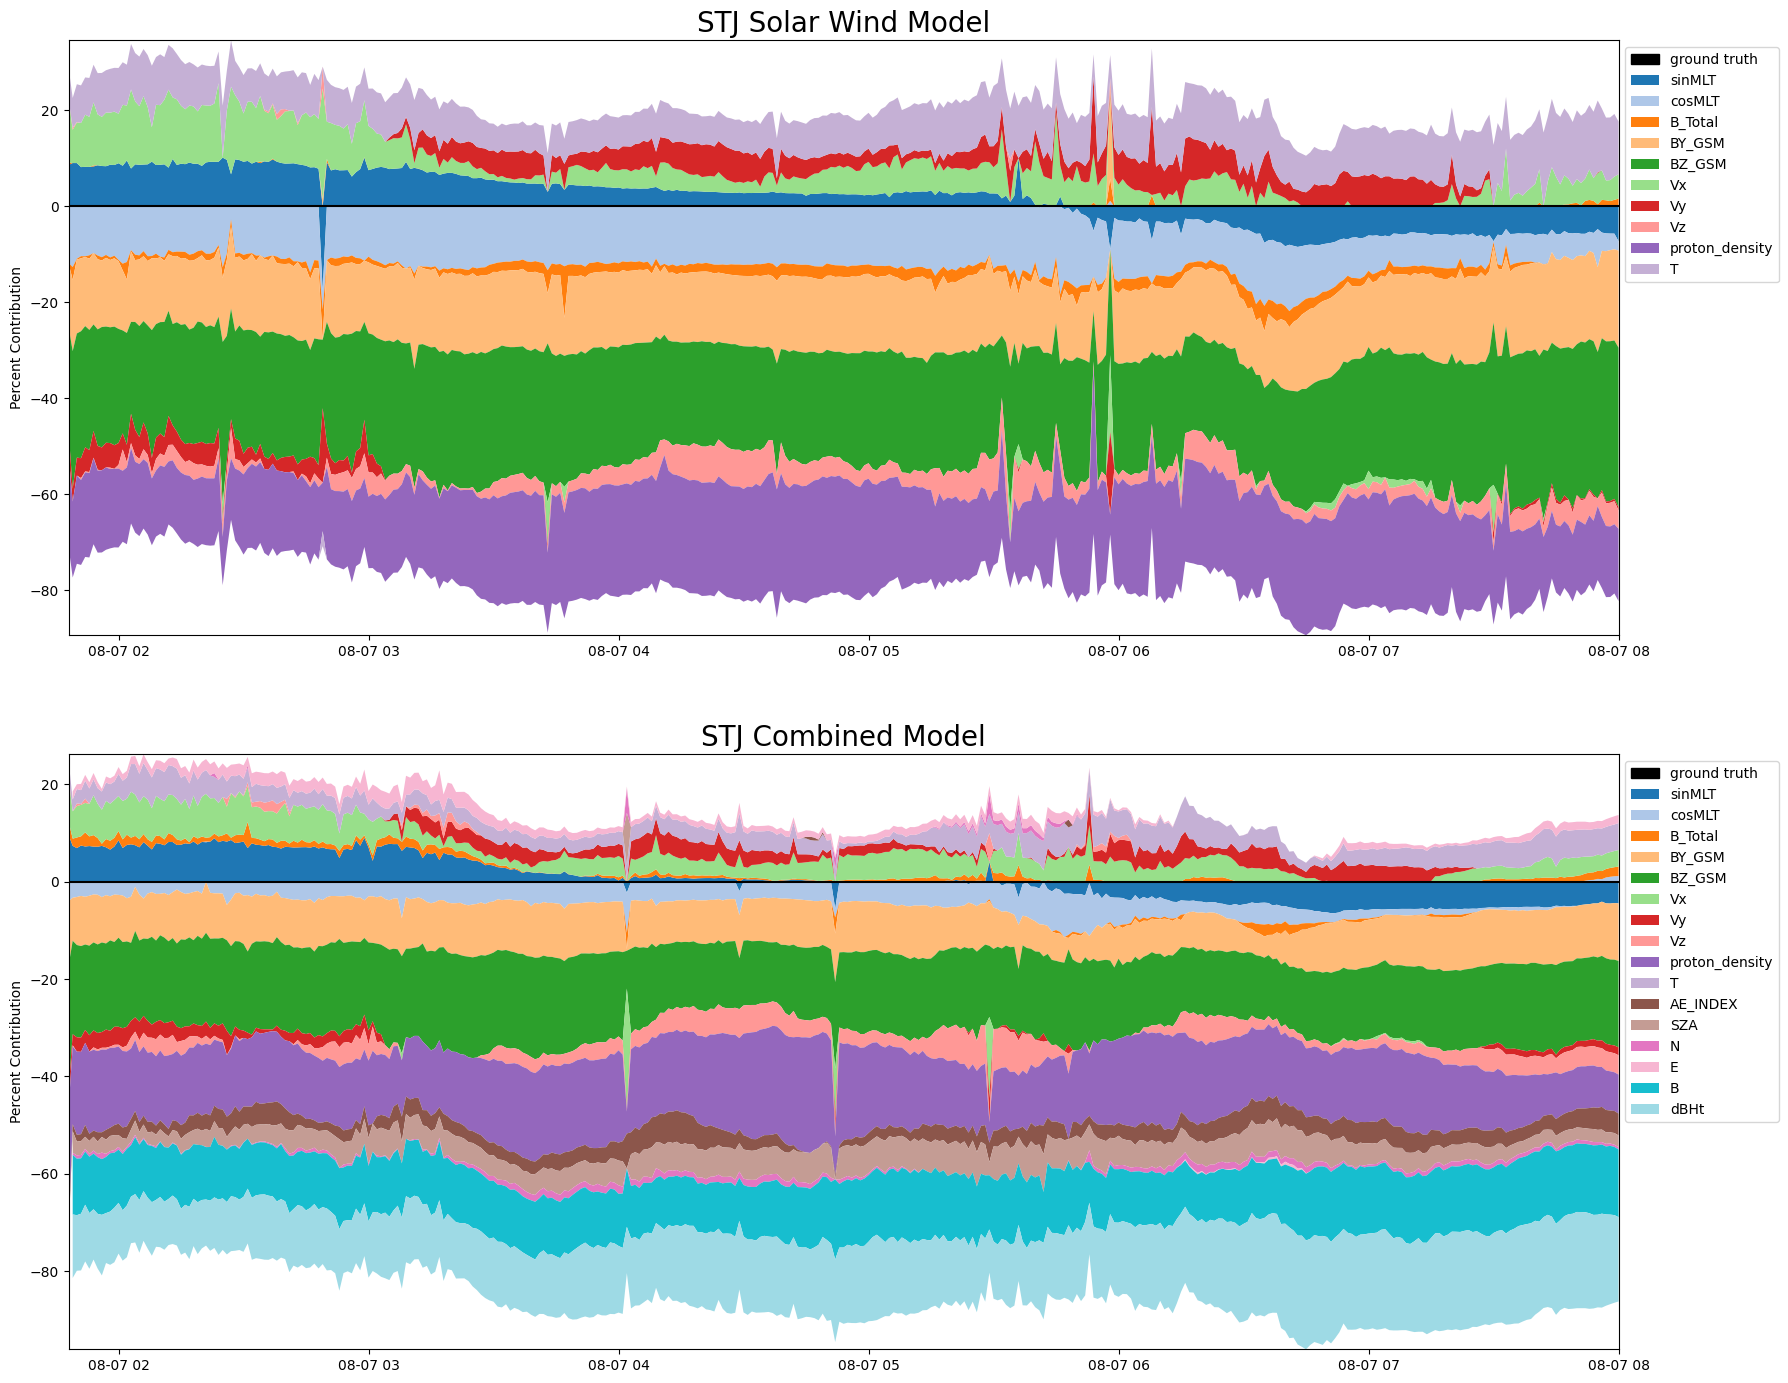 STJ Solar Wind Model
Percent Contribution
20
0
−20
−40
−60
−80
08-07 02
08-07 03
08-07 04
08-07 05
08-07 06
08-07 07
08-07 08
ground truth
sinMLT
cosMLT
B_Total
BY_GSM
BZ_GSM
Vx
Vy
Vz
proton_density
T
STJ Combined Model
Percent Contribution
20
0
−20
−40
−60
−80
08-07 02
08-07 03
08-07 04
08-07 05
08-07 06
08-07 07
08-07 08
ground truth
sinMLT
cosMLT
B_Total
BY_GSM
BZ_GSM
Vx
Vy
Vz
proton_density
T
AE_INDEX
SZA
N
E
B
dBHt